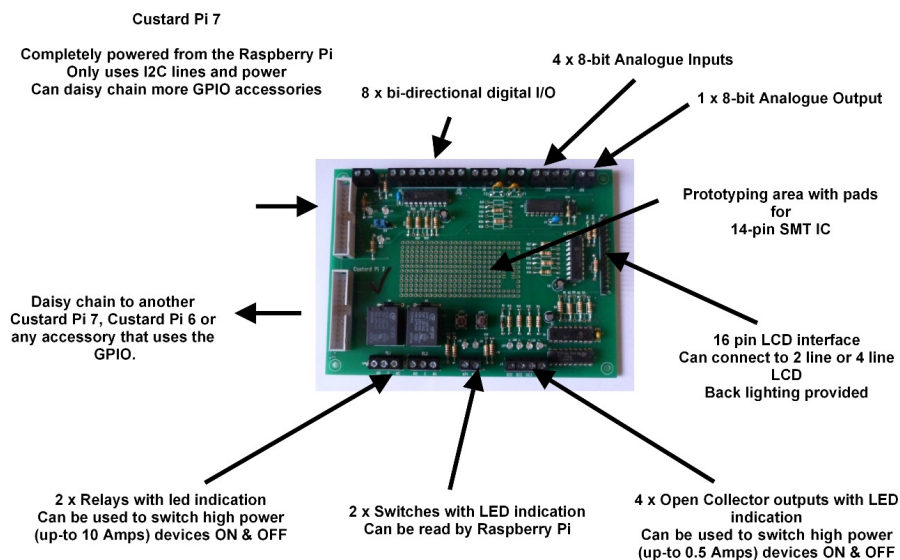 Custard Pi 7
Completely powered from the Raspberry Pi
Only uses I2C lines and power
Can daisy chain more GPIO accessories
4 x 8-bit Analogue Inputs
8 x bi-directional digital I/O
1 x 8-bit Analogue Output
Prototyping area with pads
for
14-pin SMT IC
Custard Pi 7
Daisy chain to another
Custard Pi 7, Custard Pi 6 or
any accessory that uses the
GPIO.
16 pin LCD interface
Can connect to 2 line or 4 line
LCD
Back lighting provided
2 x Relays with led indication
Can be used to switch high power
(up-to 10 Amps) devices ON & OFF
2 x Switches with LED indication
Can be read by Raspberry Pi
4 x Open Collector outputs with LED
indication
Can be used to switch high power
(up-to 0.5 Amps) devices ON & OFF